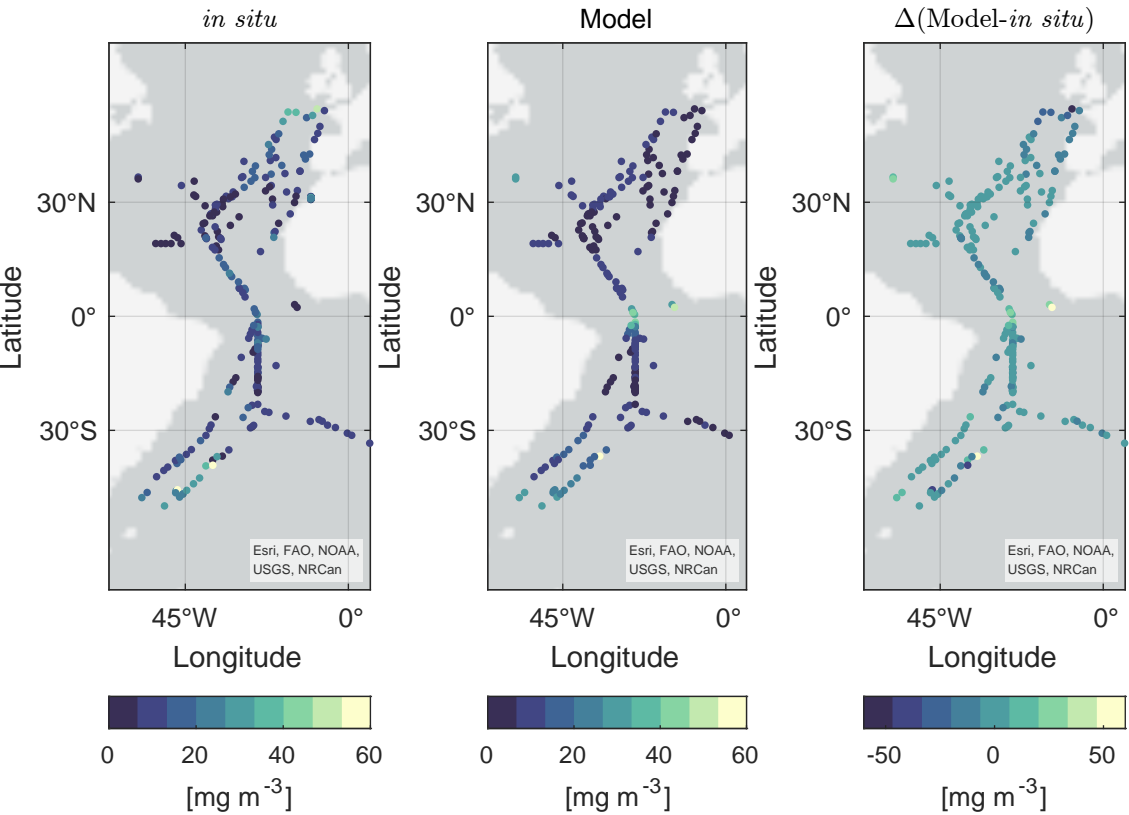 in situ
Model
Δ(Model-in situ)
Latitude
30°N
0°
30°S
Esri, FAO, NOAA,
USGS, NRCan
45°W
0°
Longitude
0
20
40
60
[mg m-3]
Latitude
30°N
0°
30°S
Esri, FAO, NOAA,
USGS, NRCan
45°W
0°
Longitude
0
20
40
60
[mg m-3]
Latitude
30°N
0°
30°S
Esri, FAO, NOAA,
USGS, NRCan
45°W
0°
Longitude
-50
0
50
[mg m-3]